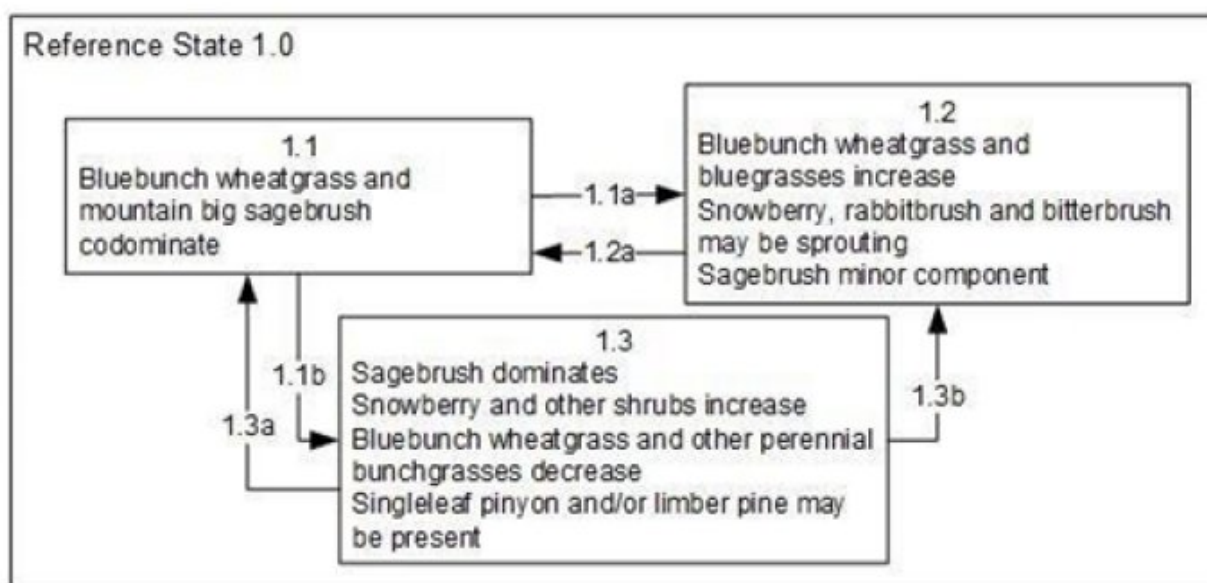 Reference State 1.0
1.1
Bluebunch wheatgrass and
mountain big sagebrush
codominate
1.1a
1.2a
1.2
Bluebunch wheatgrass and
bluegrasses increase
Snowberry, rabbitbrush and bitterbrush
may be sprouting
Sagebrush minor component
1.1b
1.3a
1.3
Sagebrush dominates
Snowberry and other shrubs increase
Bluebunch wheatgrass and other perennial
bunchgrasses decrease
Singleleaf pinyon and/or limber pine may
be present
1.3b